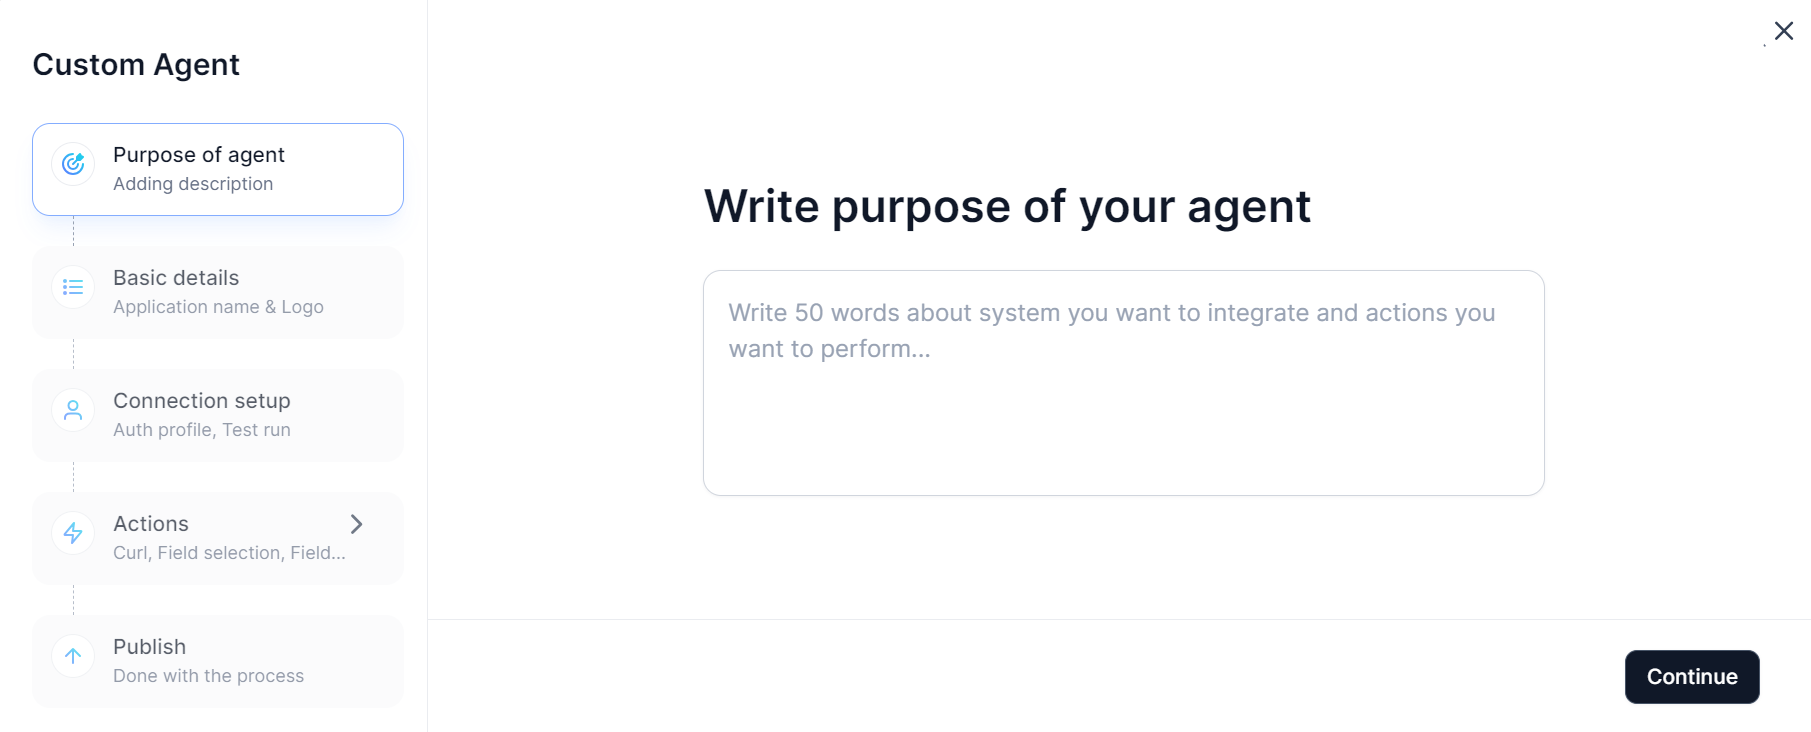 Custom Agent
Purpose of agent
Adding description
Basic details
Application name & Logo
Connection setup
Auth profile, Test run
Actions
Curl, Field selection, Field...
Publish
Done with the process
Write purpose of your agent
Write 50 words about system you want to integrate and actions you
want to perform...
Continue